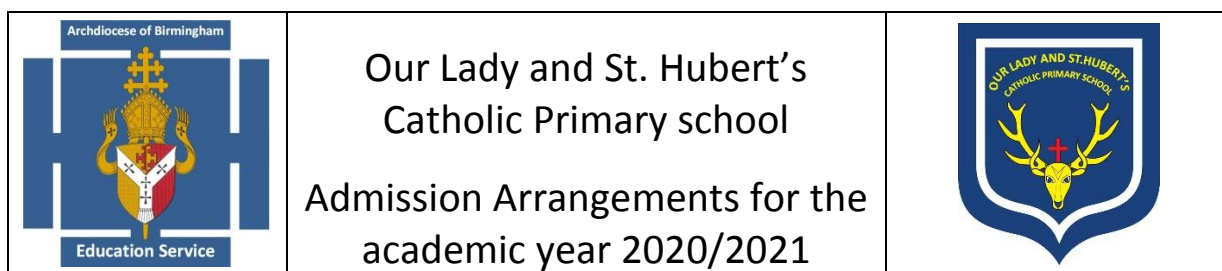 Archdiocese of Birmingham
Education Service
Our Lady and St. Hubert’s
Catholic Primary school
Admission Arrangements for the
academic year 2020/2021
OUR LADY AND ST.HUBERT'S
CATHOLIC PRIMARY SCHOOL